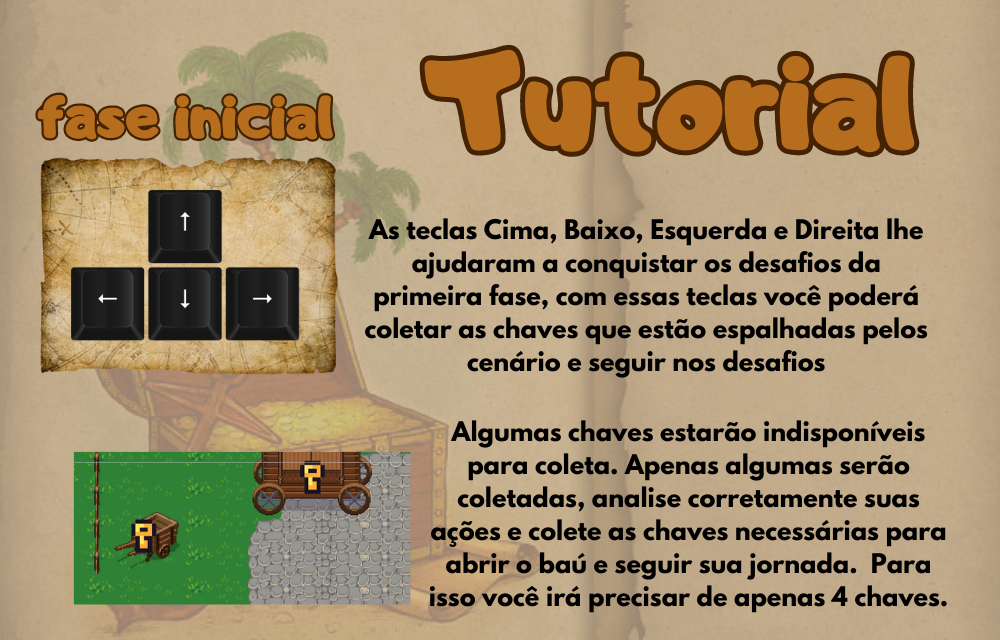 Tutorial
fase inicial
↑
← ↓ →
As teclas Cima, Baixo, Esquerda e Direita lhe
ajudaram a conquistar os desafios da
primeira fase, com essas teclas você poderá
coletar as chaves que estão espalhadas pelos
cenário e seguir nos desafios
Algumas chaves estarão indisponíveis
para coleta. Apenas algumas serão
coletadas, analise corretamente suas
ações e colete as chaves necessárias para
abrir o baú e seguir sua jornada. Para
isso você irá precisar de apenas 4 chaves.